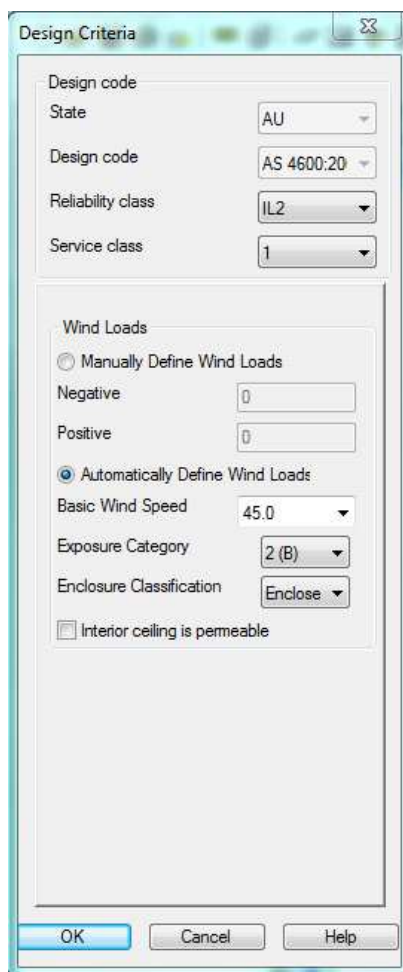 Design Criteria
Design code
State AU
Design code AS 4600:20
Reliability class IL2
Service class 1
Wind Loads
Manually Define Wind Loads
Negative 0
Positive 0
Automatically Define Wind Loads
Basic Wind Speed 45.0
Exposure Category 2 (B)
Enclosure Classification Enclose
Interior ceiling is permeable
OK Cancel Help